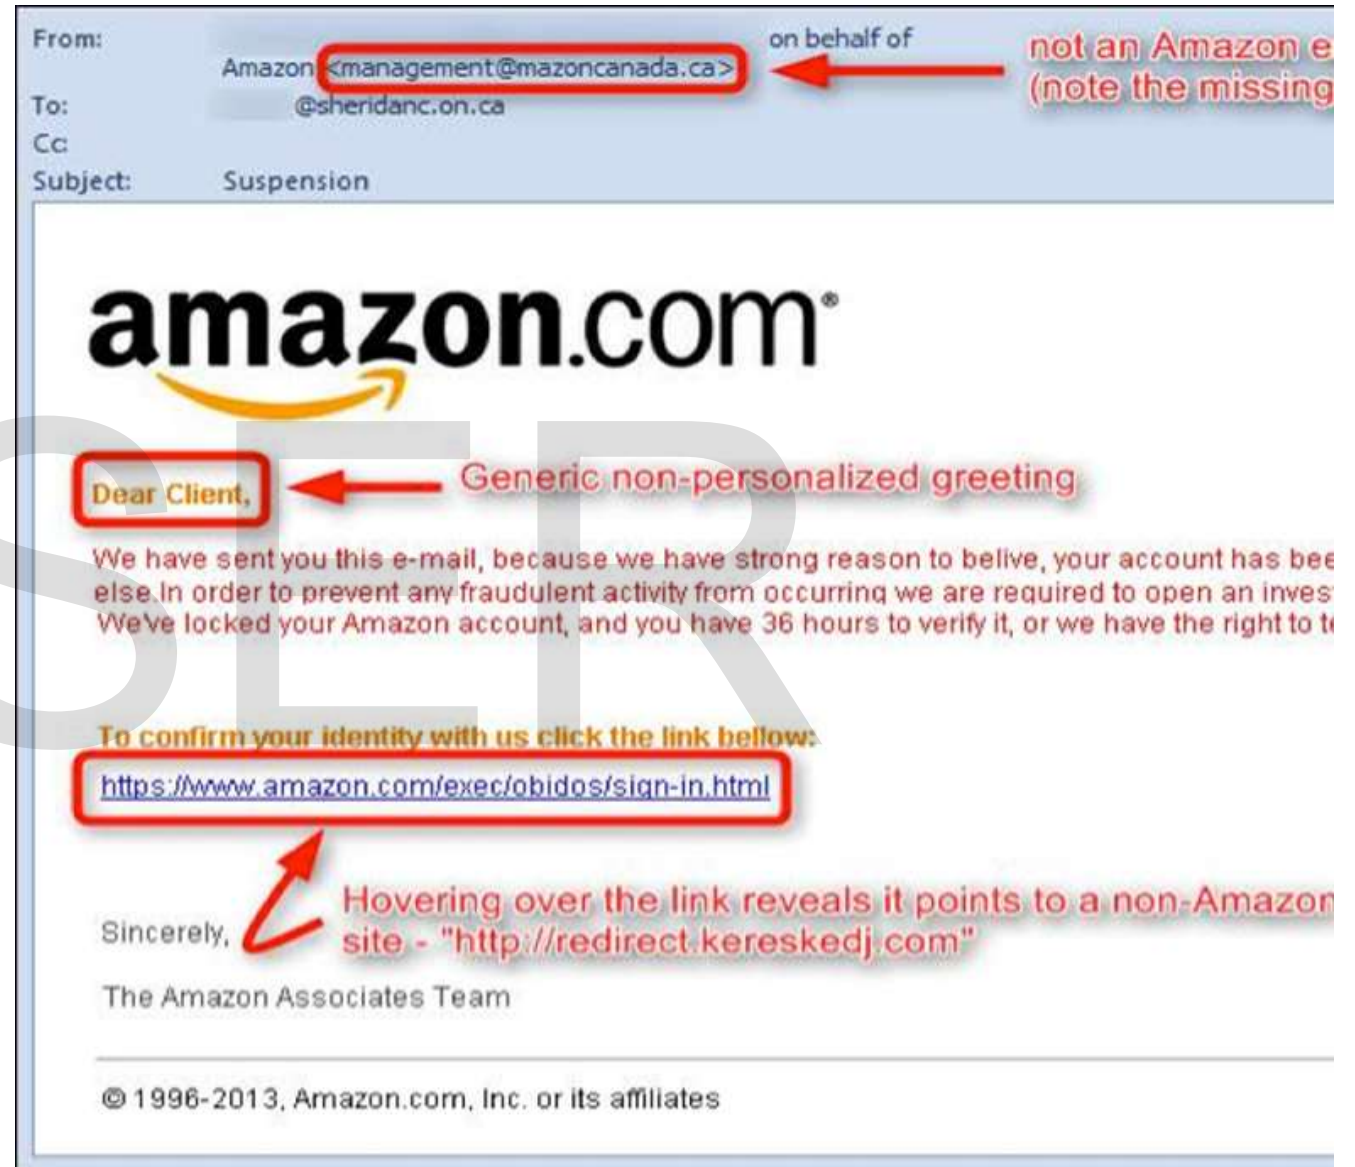 From: on behalf of
Amazon <management@mazoncanada.ca>
not an Amazon e
(note the missing
To: @sheridanc.on.ca
Cc:
Subject: Suspension
amazon.com®
Dear Client,
Generic non-personalized greeting
We have sent you this e-mail, because we have strong reason to belive, your account has bee
else.In order to prevent any fraudulent activity from occurring we are required to open an inves
We've locked your Amazon account, and you have 36 hours to verify it, or we have the right to te
To confirm your identity with us click the link bellow:
https://www.amazon.com/exec/obidos/sign-in.html
Hovering over the link reveals it points to a non-Amazon
site - "http://redirect.kereskedj.com"
Sincerely,
The Amazon Associates Team
© 1996-2013, Amazon.com, Inc. or its affiliates
SER